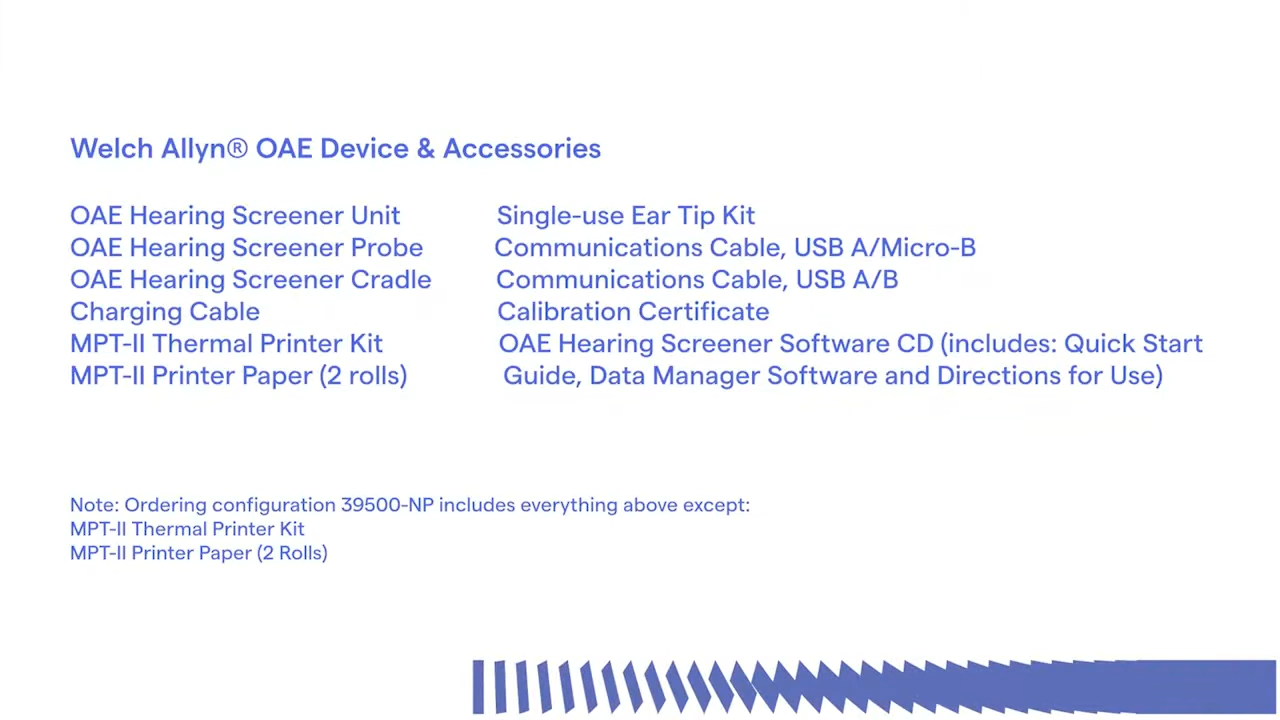 Welch Allyn® OAE Device & Accessories
OAE Hearing Screener Unit
OAE Hearing Screener Probe
OAE Hearing Screener Cradle
Charging Cable
MPT-II Thermal Printer Kit
MPT-II Printer Paper (2 rolls)
Single-use Ear Tip Kit
Communications Cable, USB A/Micro-B
Communications Cable, USB A/B
Calibration Certificate
OAE Hearing Screener Software CD (includes: Quick Start
Guide, Data Manager Software and Directions for Use)
Note: Ordering configuration 39500-NP includes everything above except:
MPT-II Thermal Printer Kit
MPT-II Printer Paper (2 Rolls)